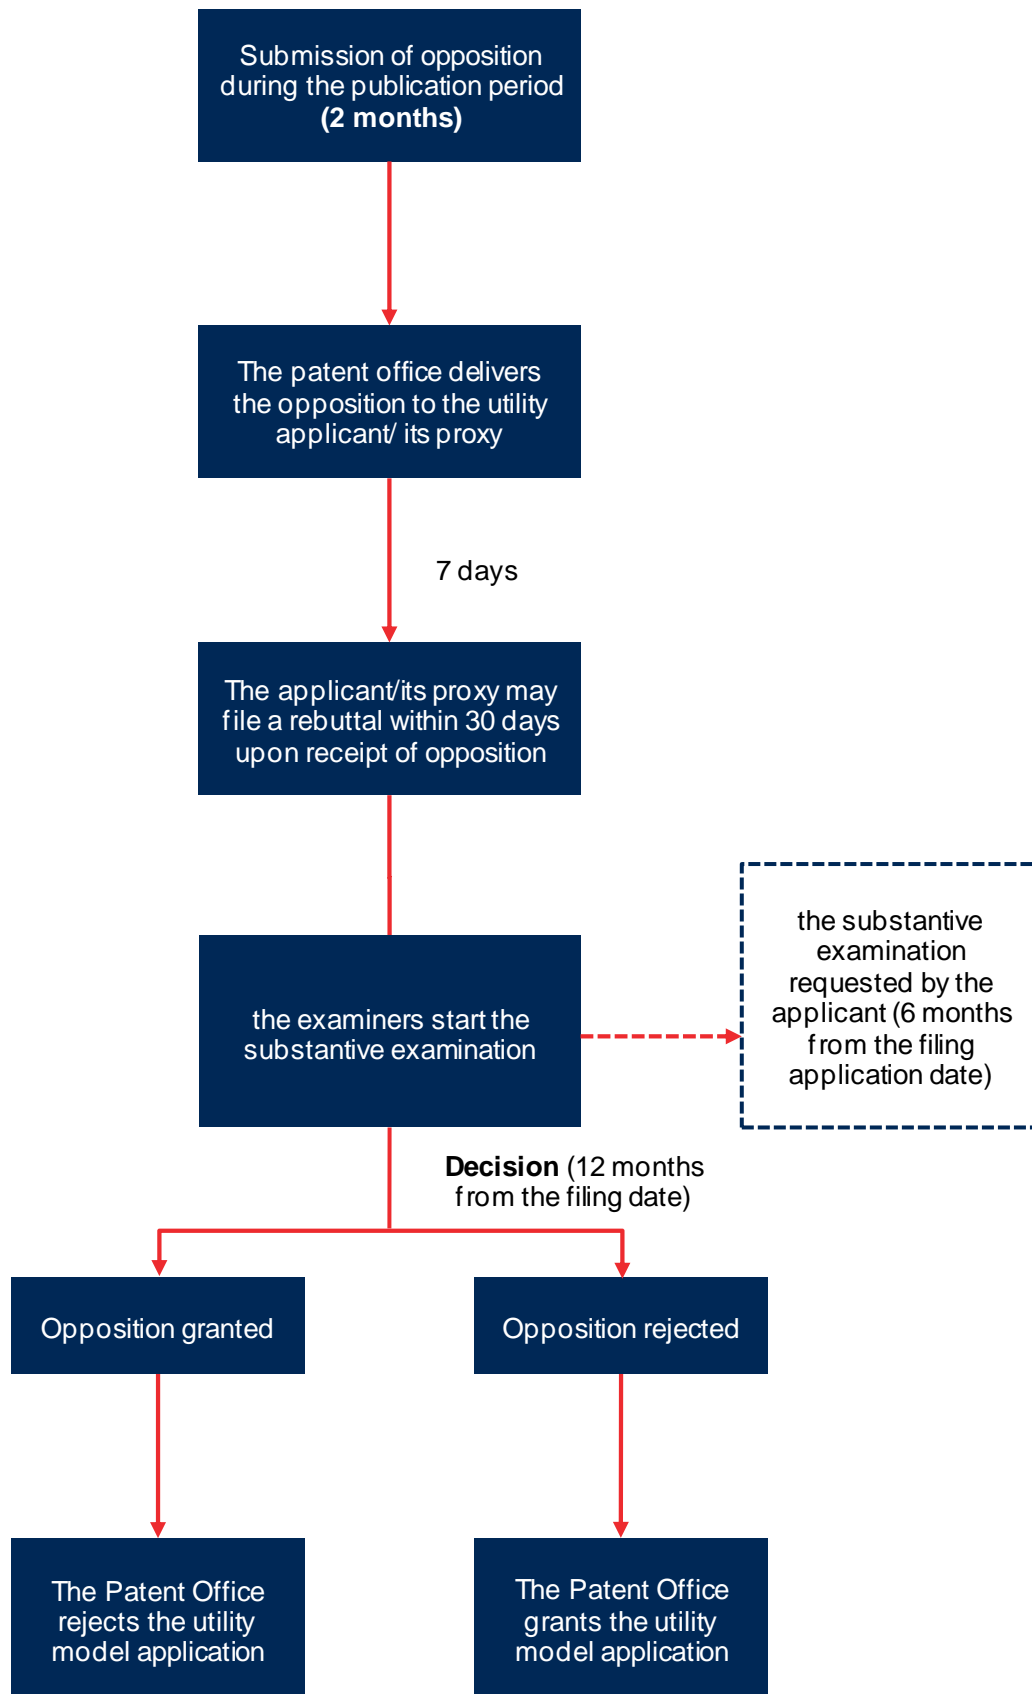 Submission of opposition
during the publication period
(2 months)
The patent office delivers
the opposition to the utility
applicant/ its proxy
7 days
The applicant/its proxy may
file a rebuttal within 30 days
upon receipt of opposition
the examiners start the
substantive examination
the substantive
examination
requested by the
applicant (6 months
from the filing
application date)
Decision (12 months
from the filing date)
Opposition granted
Opposition rejected
The Patent Office
rejects the utility
model application
The Patent Office
grants the utility
model application